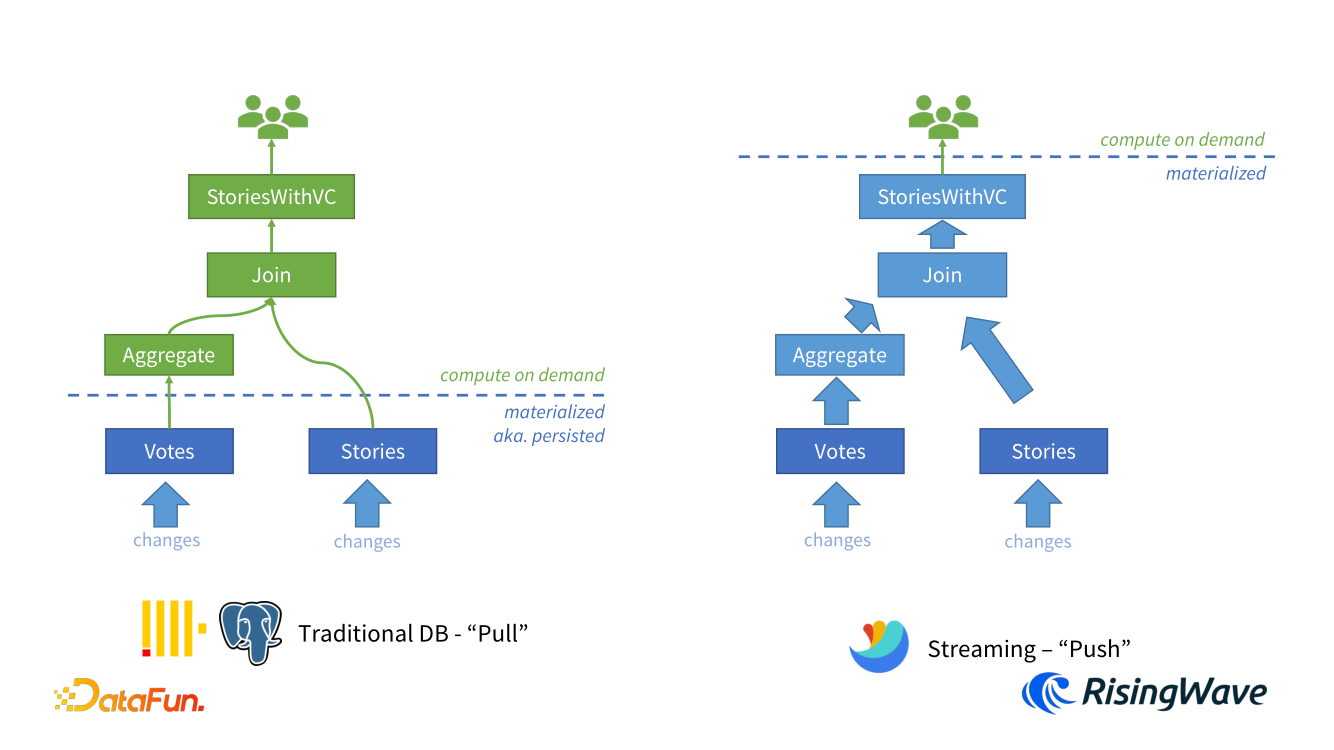 StoriesWithVC
Join
Aggregate
compute on demand
materialized
aka. persisted
Votes
Stories
changes
changes
Traditional DB - “Pull”
DataFun.
compute on demand
materialized
StoriesWithVC
Join
Aggregate
Votes
Stories
changes
changes
Streaming – “Push”
RisingWave